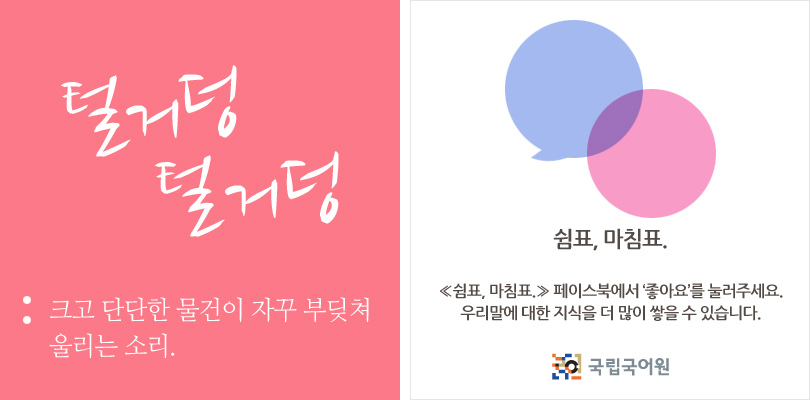 털거덩
털거덩
: 크고 단단한 물건이 자꾸 부딪쳐
울리는 소리.
쉼표, 마침표.
≪쉼표, 마침표.≫ 페이스북에서 '좋아요'를 눌러주세요.
우리말에 대한 지식을 더 많이 쌓을 수 있습니다.
국립국어원